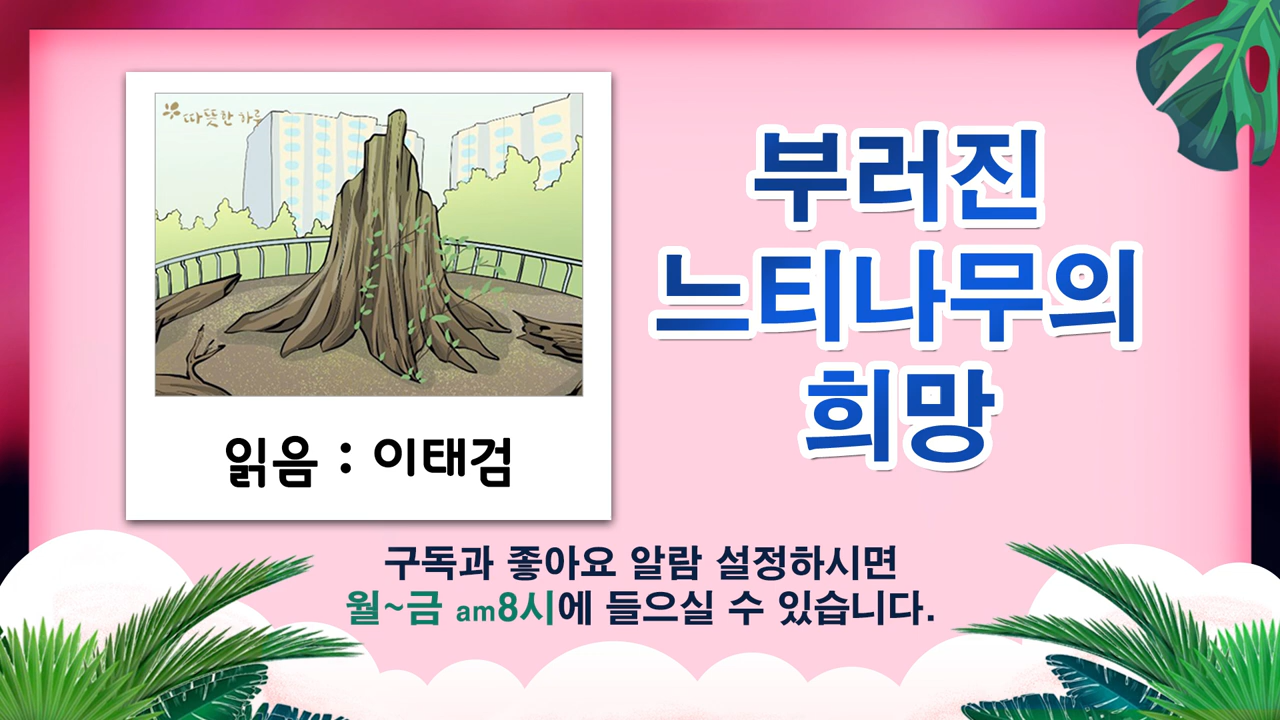 따뜻한 하루
부러진
느티나무의
희망
읽음 : 이태검
구독과 좋아요 알람 설정하시면
월~금 am8시에 들으실 수 있습니다.